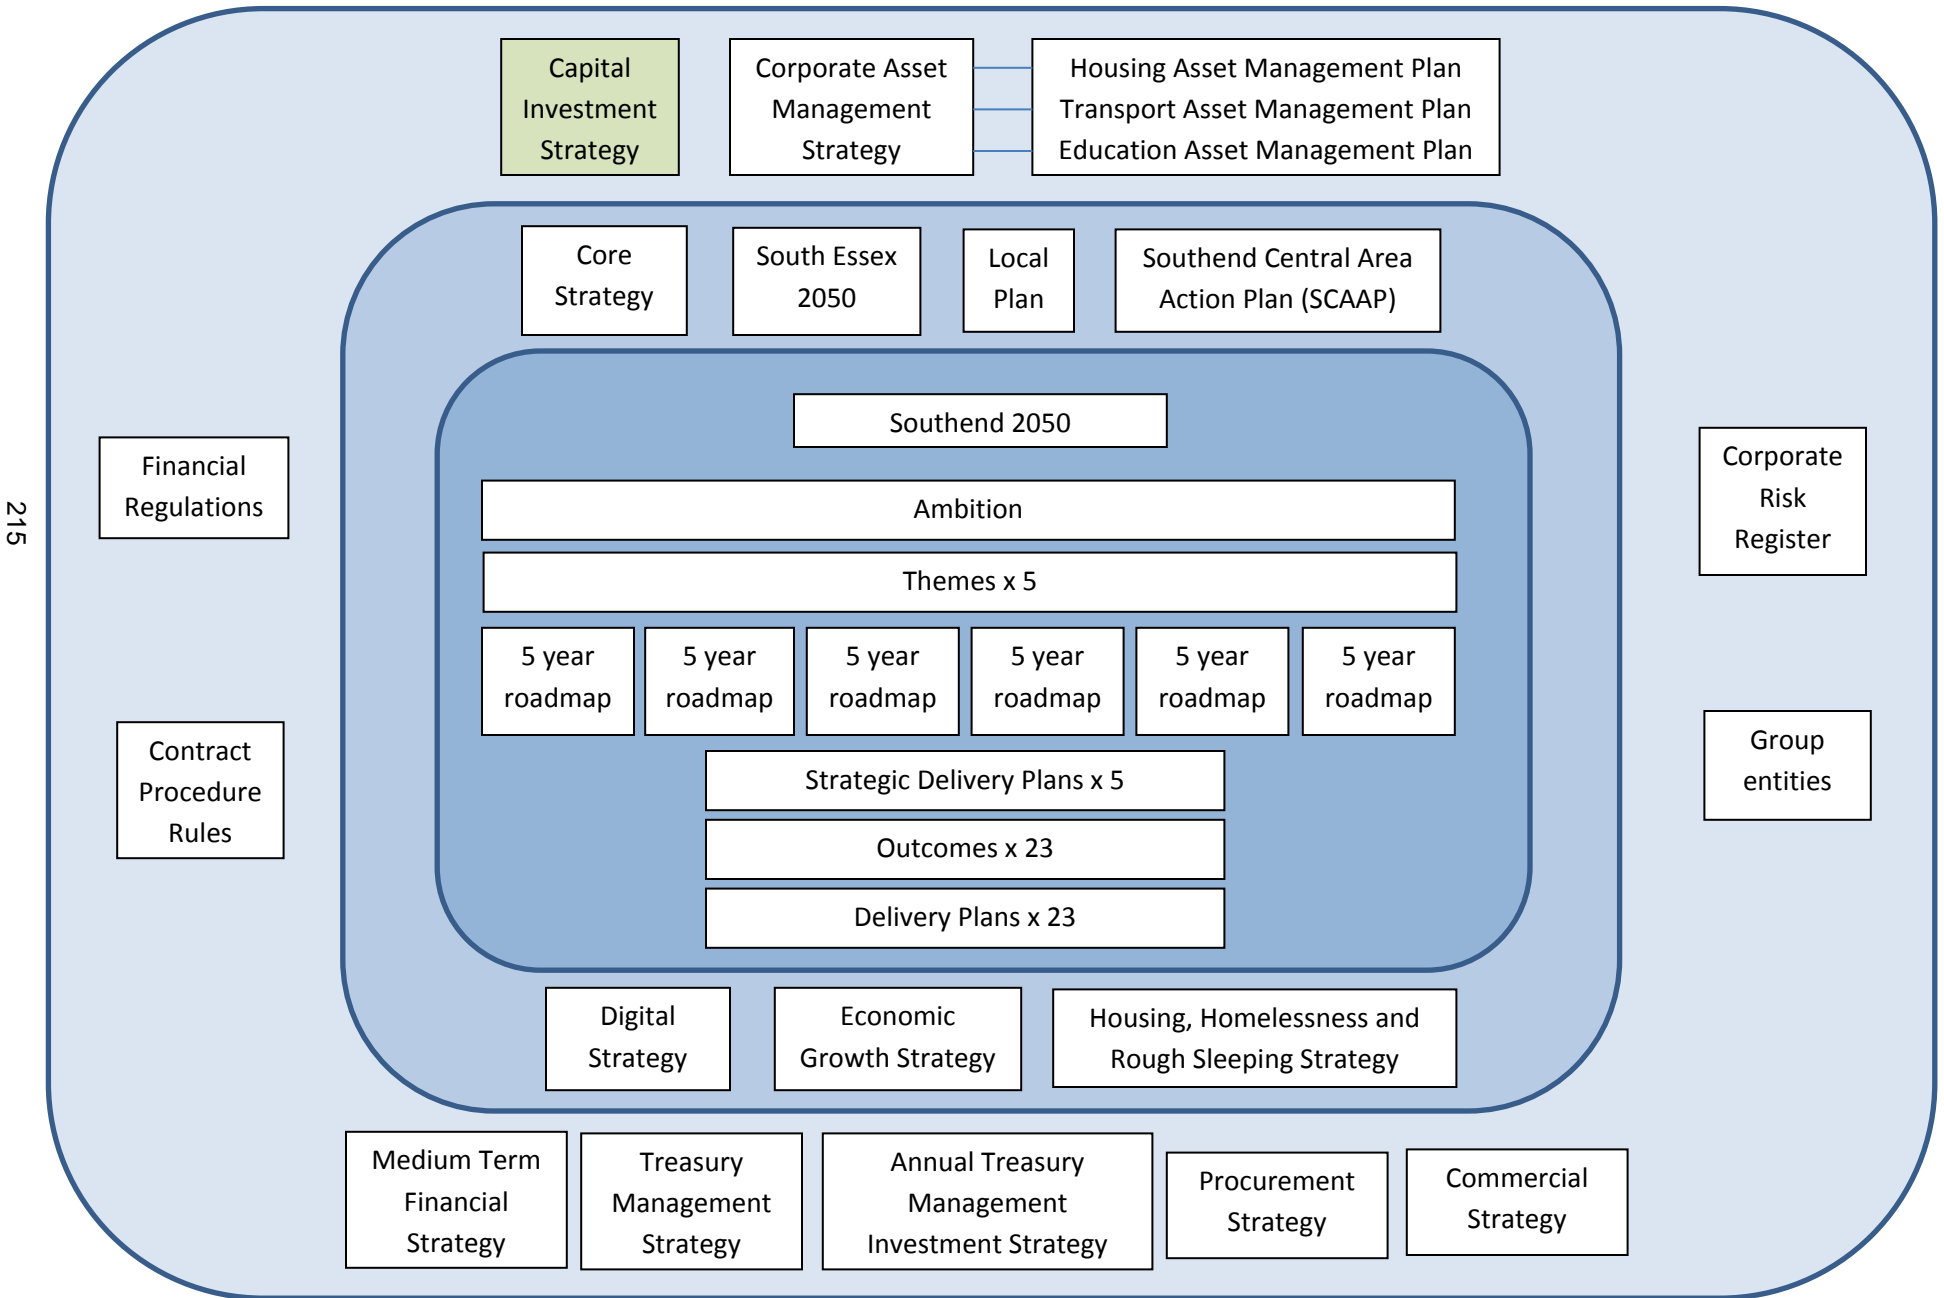 Capital
Investment
Strategy
Corporate Asset
Management
Strategy
Housing Asset Management Plan
Transport Asset Management Plan
Education Asset Management Plan
Core
Strategy
South Essex
2050
Local
Plan
Southend Central Area
Action Plan (SCAAP)
Southend 2050
Financial
Regulations
Corporate
Risk
Register
215
Ambition
Themes x 5
5 year
roadmap
5 year
roadmap
5 year
roadmap
5 year
roadmap
5 year
roadmap
5 year
roadmap
Contract
Procedure
Rules
Group
entities
Strategic Delivery Plans x 5
Outcomes x 23
Delivery Plans x 23
Digital
Strategy
Economic
Growth Strategy
Housing, Homelessness and
Rough Sleeping Strategy
Medium Term
Financial
Strategy
Treasury
Management
Strategy
Annual Treasury
Management
Investment Strategy
Procurement
Strategy
Commercial
Strategy